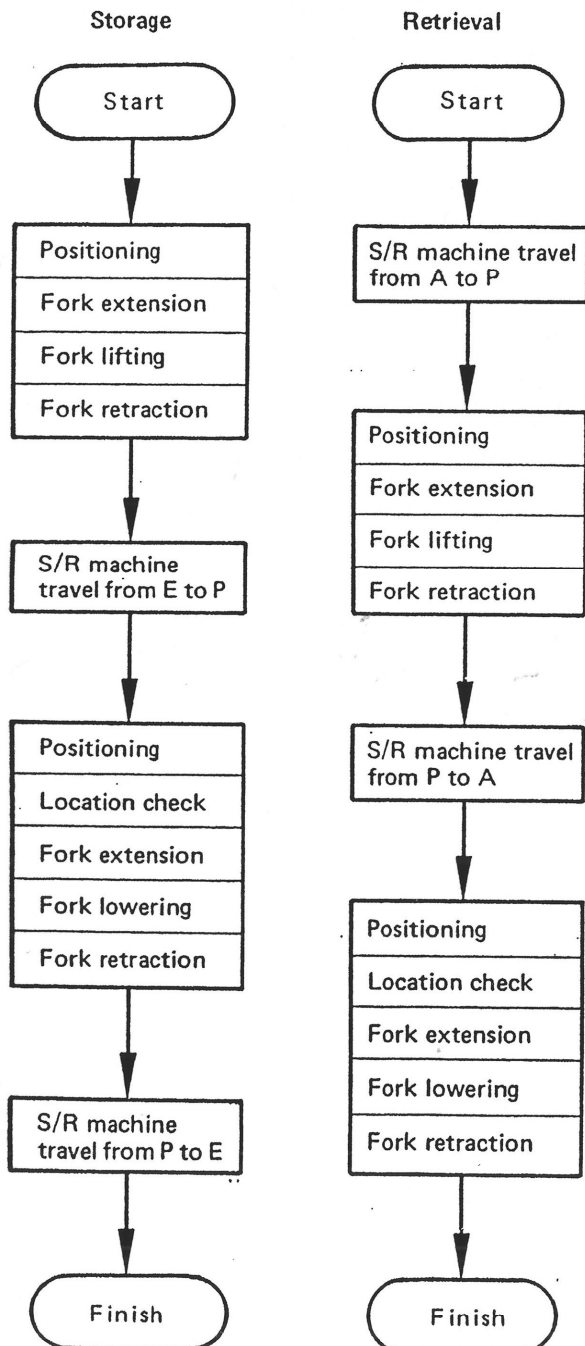 Storage
Start
Positioning
Fork extension
Fork lifting
Fork retraction
S/R machine
travel from E to P
Positioning
Location check
Fork extension
Fork lowering
Fork retraction
S/R machine
travel from P to E
Finish
Retrieval
Start
S/R machine travel
from A to P
Positioning
Fork extension
Fork lifting
Fork retraction
S/R machine travel
from P to A
Positioning
Location check
Fork extension
Fork lowering
Fork retraction
Finish